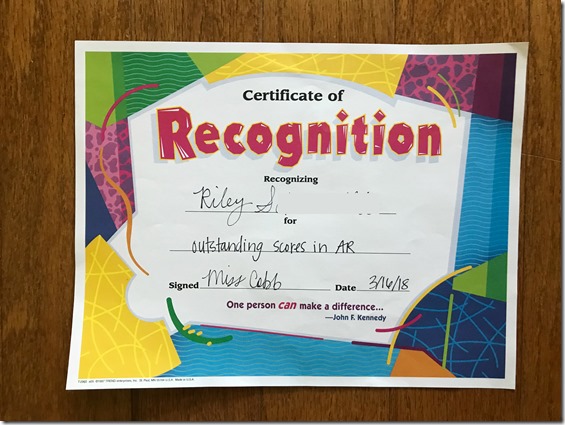 Certificate of
Recognition
Recognizing
Riley S.
for
outstanding scores in AR
Signed Miss Cobb Date 3/16/18
One person can make a difference...
—John F. Kennedy